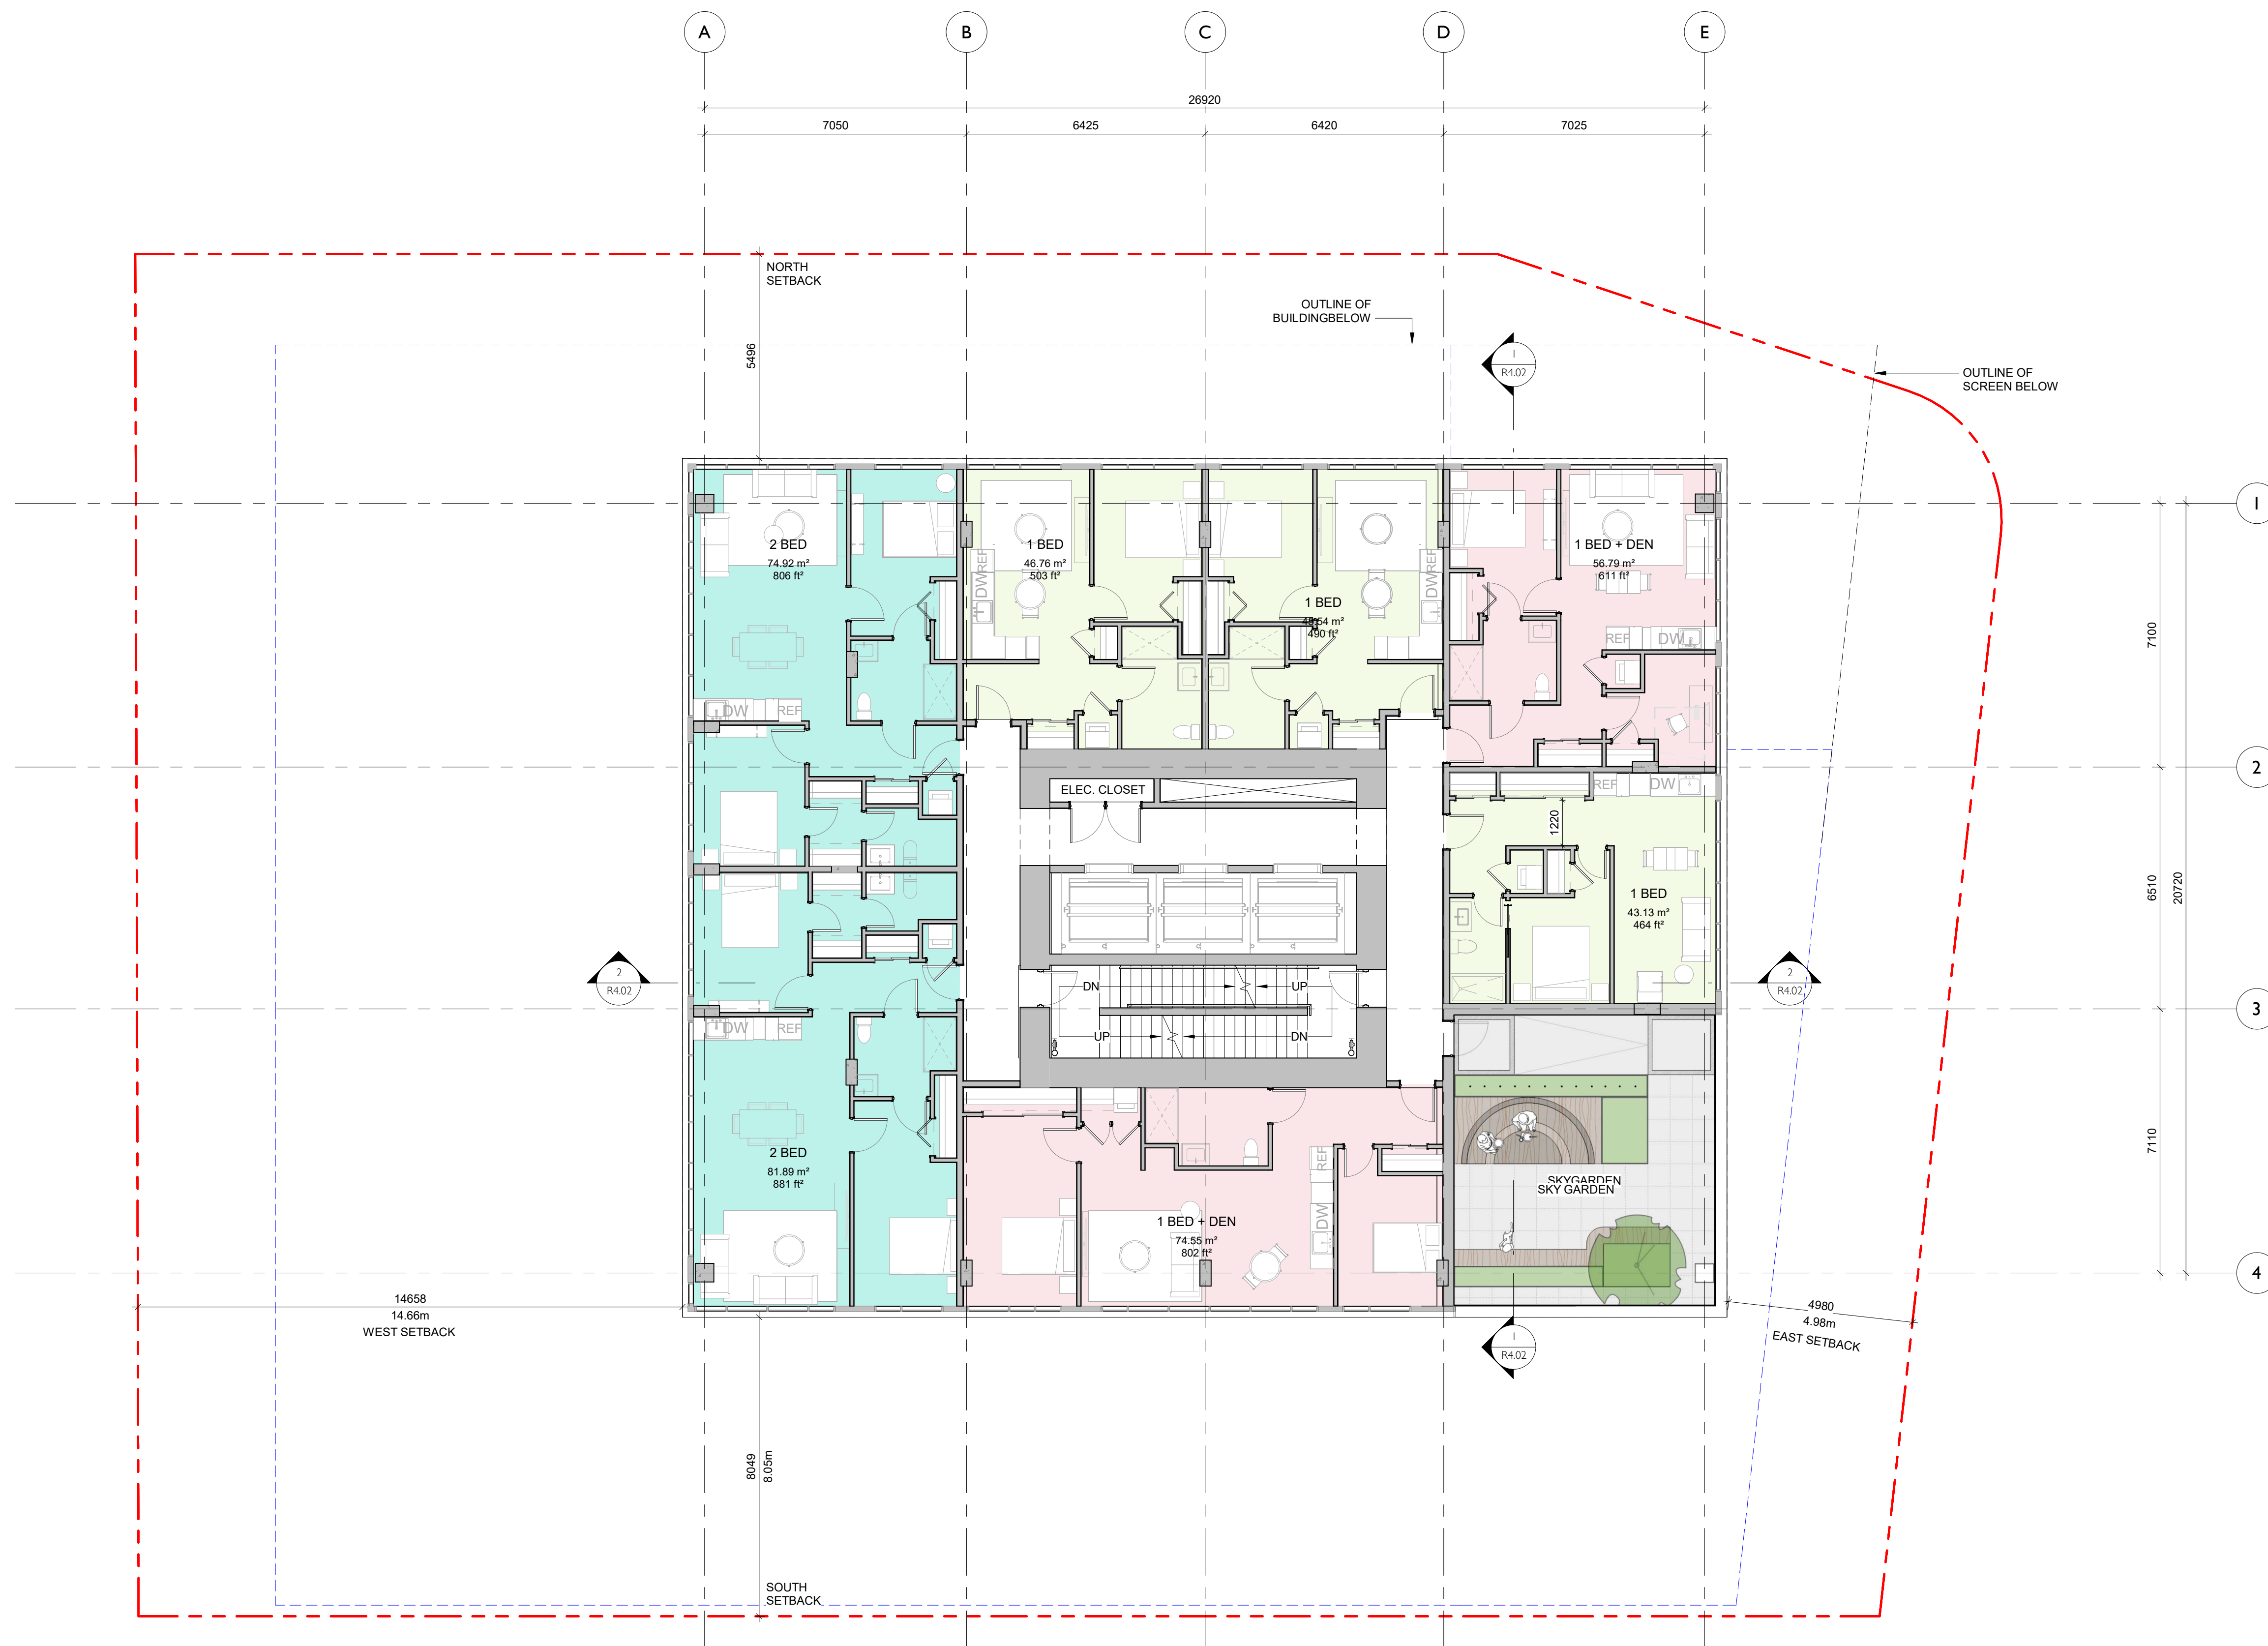 A
B
C
D
E
26920
7050
6425
6420
7025
NORTH
SETBACK
5496
OUTLINE OF
BUILDINGBELOW
1
R4.02
OUTLINE OF
SCREEN BELOW
1
2 BED
74.92 m²
806 ft²
1 BED
46.76 m²
503 ft²
DW
REF
1 BED
490 ft²
DW
REF
1 BED + DEN
56.79 m²
611 ft²
REF
DW
7100
DW
REF
2
ELEC. CLOSET
REF
DW
1220
1 BED
43.13 m²
464 ft²
6510
20720
2
R4.02
2
R4.02
DN
UP
UP
DN
3
DW
REF
2 BED
81.89 m²
881 ft²
REF
DW
1 BED + DEN
74.55 m²
802 ft²
SKYGARDEN
SKY GARDEN
7110
4
14658
14.66m
WEST SETBACK
4980
4.98m
EAST SETBACK
1
R4.02
8049
8.05m
SOUTH
SETBACK